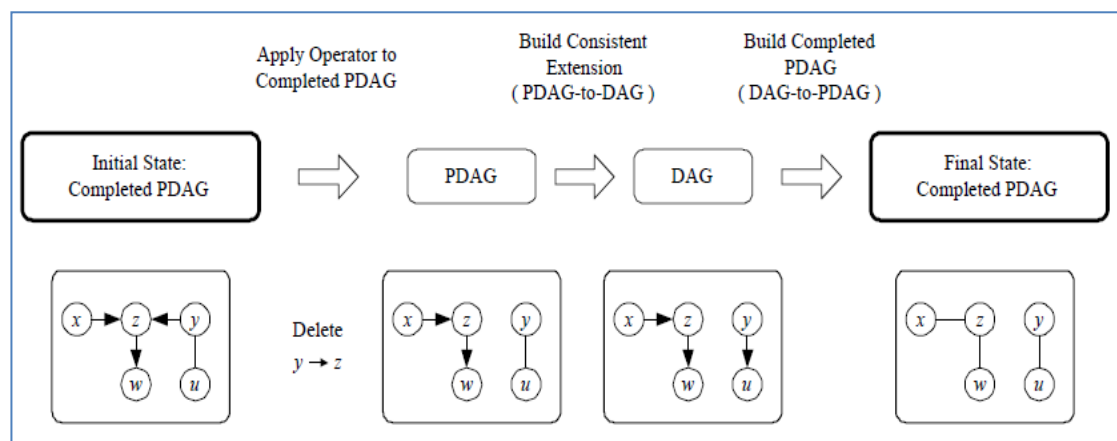 Apply Operator to
Completed PDAG
Build Consistent
Extension
( PDAG-to-DAG )
Build Completed
PDAG
( DAG-to-PDAG )
Initial State:
Completed PDAG
PDAG
DAG
Final State:
Completed PDAG
x z y
w u
Delete
y → z
x z y
w u
x z y
w u
x z y
w u